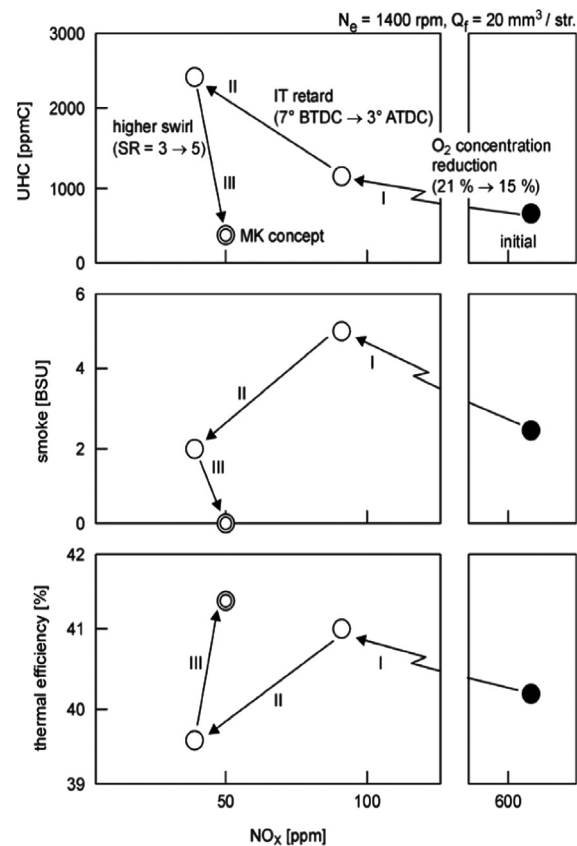 Nₑ = 1400 rpm, Q_f = 20 mm³ / str.
3000
2000
1000
0
UHC [ppmC]
II
IT retard
(7° BTDC → 3° ATDC)
higher swirl
(SR = 3 → 5)
O₂ concentration
reduction
(21 % → 15 %)
III
I
MK concept
initial
6
4
2
0
smoke [BSU]
I
II
III
42
41
40
39
thermal efficiency [%]
III
I
II
50
100
600
NOₓ [ppm]